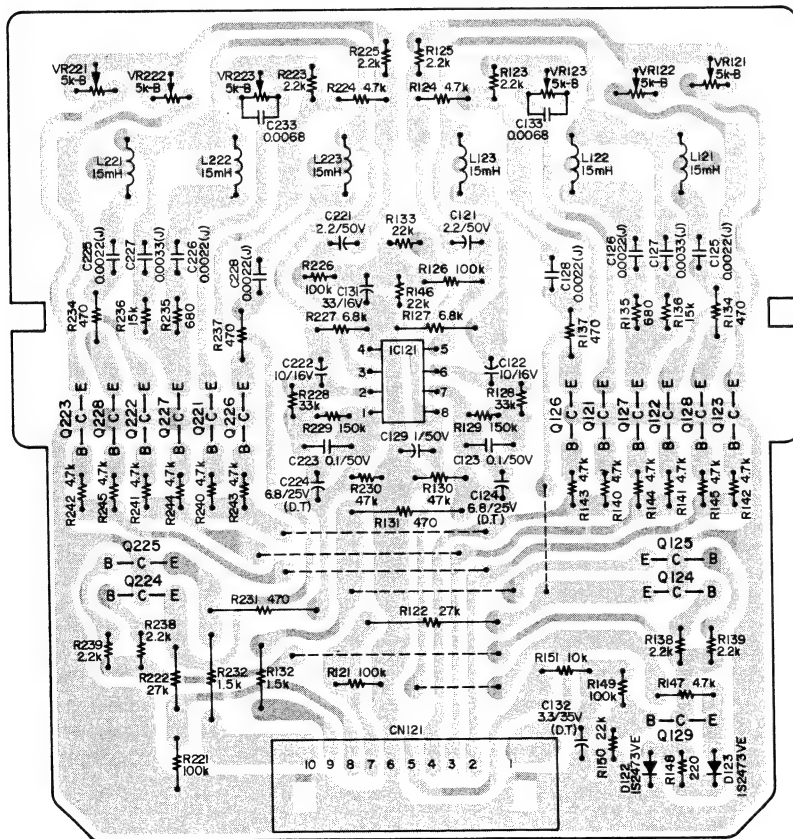 R225
2.2k
R125
2.2k
VR221
5k-B
VR222
5k-B
VR223
5k-B
R223
2.2k
R224 4.7k
R124 4.7k
R123
2.2k
VR123
5k-B
VR122
5k-B
VR121
5k-B
C233
0.0068
C133
0.0068
L221
15mH
L222
15mH
L223
15mH
L123
15mH
L122
15mH
L121
15mH
C221
2.2/50V
R133
22k
C121
2.2/50V
C225
0.0022(J)
C227
0.0033(J)
C226
0.0022(J)
C228
0.0022(J)
R226
100k
C131
33/16V
R126 100k
R146
22k
C128
0.0022(J)
C126
0.0022(J)
C127
0.0033(J)
C125
0.0022(J)
R234
470
R236
15k
R235
680
R237
470
R227 6.8k
R127 6.8k
R137
470
R135
680
R136
15k
R134
470
4 IC121 5
3 6
2 7
1 8
C222
10/16V
C122
10/16V
R228
33k
R128
33k
R229 150k
R129 150k
C129 1/50V
C223 0.1/50V
C123 0.1/50V
Q223 B C E
Q228 B C E
Q222 B C E
Q227 B C E
Q221 B C E
Q226 B C E
Q126 B C E
Q121 B C E
Q127 B C E
Q122 B C E
Q128 B C E
Q123 B C E
C224
6.8/25V
(D.T)
R230
47k
R130
47k
C124
6.8/25V
(D.T)
R131 470
R242 4.7k
R245 4.7k
R241 4.7k
R244 4.7k
R240 4.7k
R243 4.7k
R143 4.7k
R140 4.7k
R144 4.7k
R141 4.7k
R145 4.7k
R142 4.7k
Q225
B C E
Q224
B C E
Q125
E C B
Q124
E C B
R231 470
R122 27k
R239
2.2k
R238
2.2k
R222
27k
R232
1.5k
R132
1.5k
R121 100k
R151 10k
R138
2.2k
R139
2.2k
R149
100k
R147 4.7k
C132
3.3/35V
(D.T)
B C E
Q129
R221
100k
CN121
10 9 8 7 6 5 4 3 2 1
R150 22k
D122
1S2473VE
R148
220
D123
1S2473VE